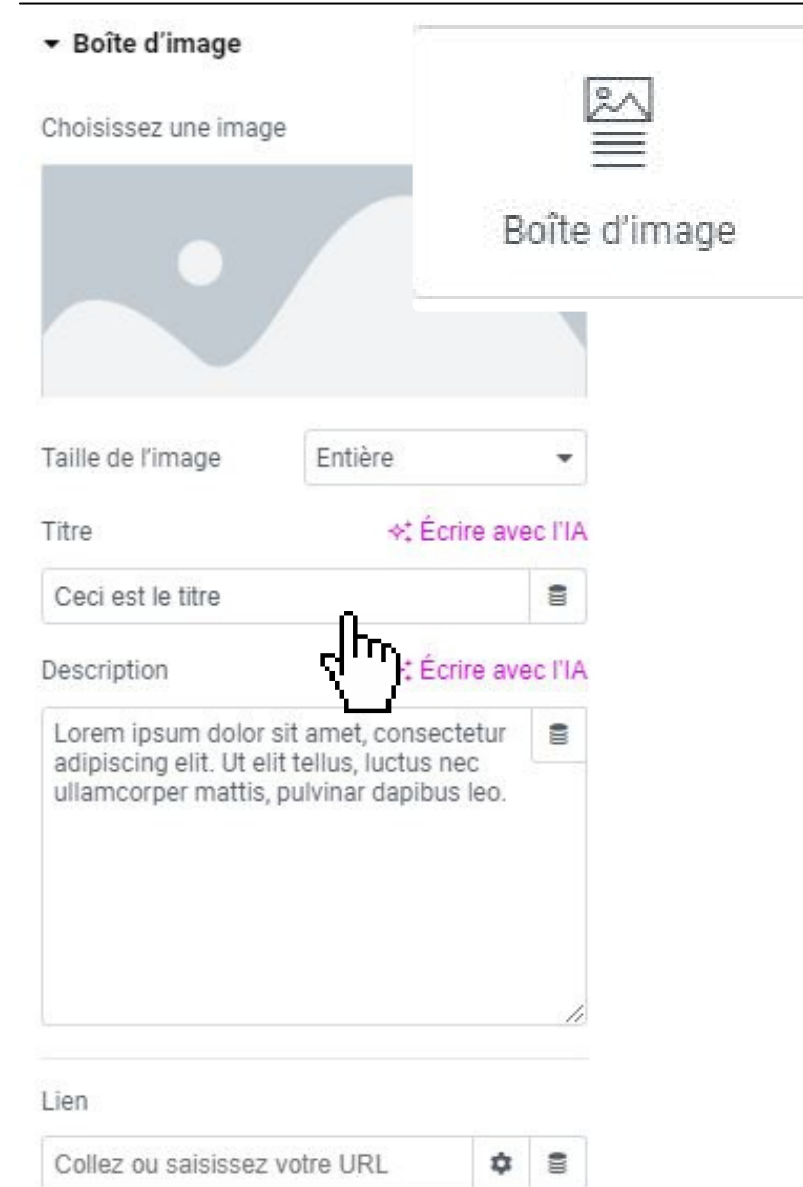 Boîte d'image
Choisissez une image
Boîte d'image
Taille de l'image
Entière
Titre
Écrire avec l'IA
Ceci est le titre
Description
Écrire avec l'IA
Lorem ipsum dolor sit amet, consectetur
adipiscing elit. Ut elit tellus, luctus nec
ullamcorper mattis, pulvinar dapibus leo.
Lien
Collez ou saisissez votre URL